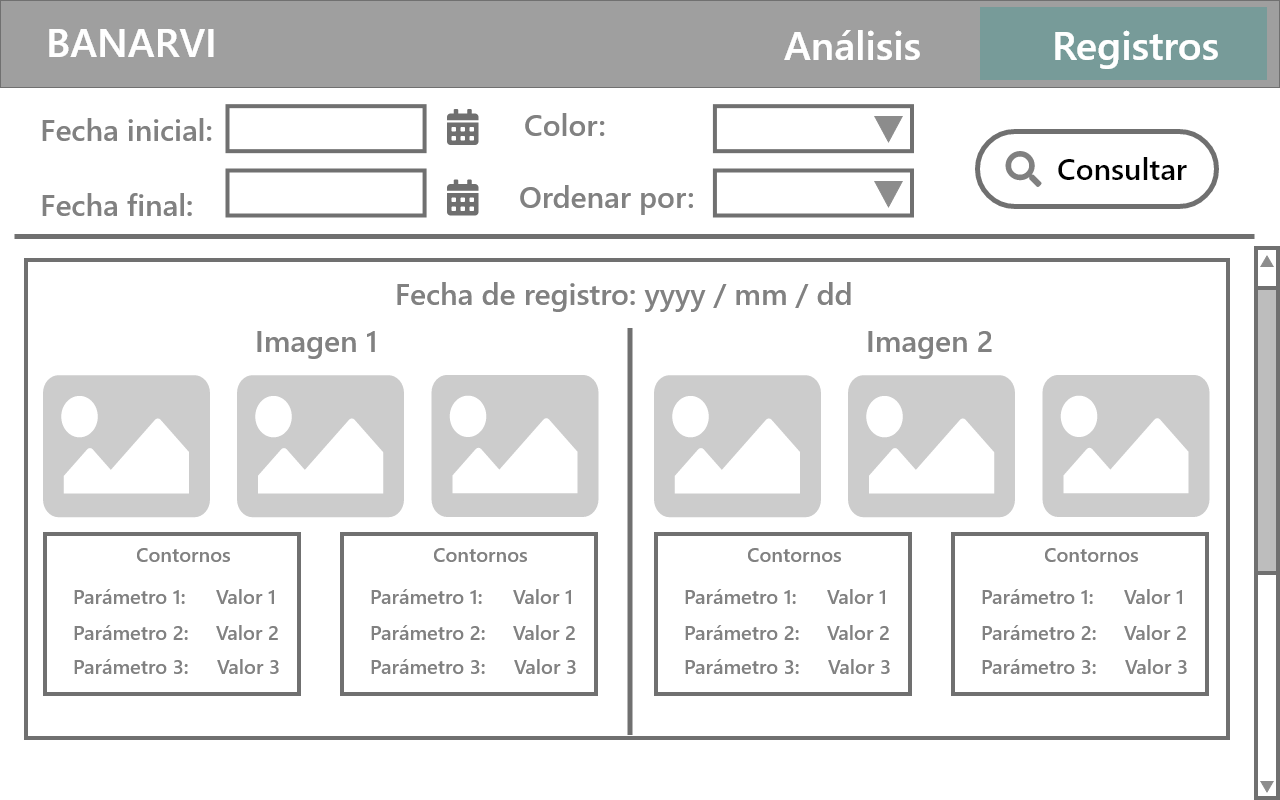 BANARVI
Análisis
Registros
Fecha inicial:
Color:
Fecha final:
Ordenar por:
Consultar
Fecha de registro: yyyy / mm / dd
Imagen 1
Imagen 2
Contornos
Parámetro 1: Valor 1
Parámetro 2: Valor 2
Parámetro 3: Valor 3
Contornos
Parámetro 1: Valor 1
Parámetro 2: Valor 2
Parámetro 3: Valor 3
Contornos
Parámetro 1: Valor 1
Parámetro 2: Valor 2
Parámetro 3: Valor 3
Contornos
Parámetro 1: Valor 1
Parámetro 2: Valor 2
Parámetro 3: Valor 3